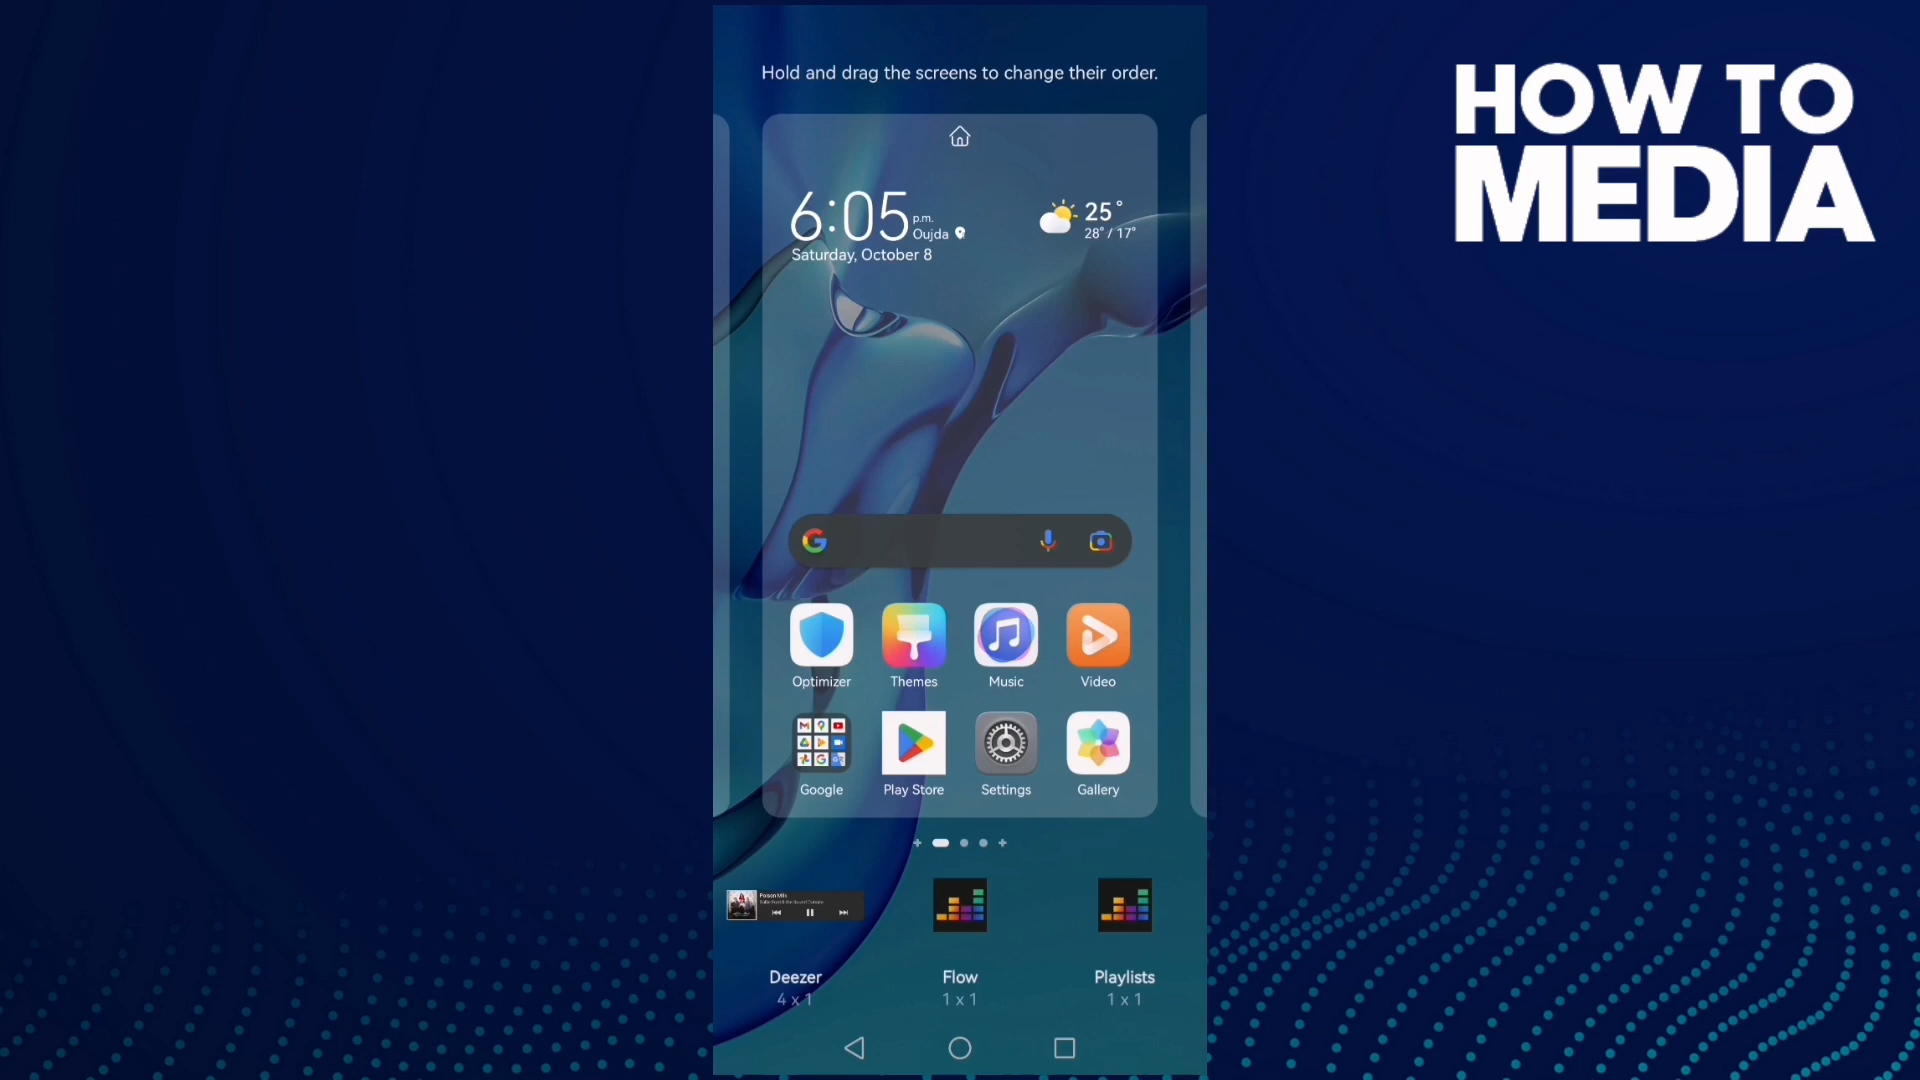 Hold and drag the screens to change their order.
HOW TO
MEDIA
6:05 p.m.
Oujda
Saturday, October 8
25°
28° / 17°
Optimizer
Themes
Music
Video
Google
Play Store
Settings
Gallery
Deezer
Flow
Playlists
4 x 1
1 x 1
1 x 1